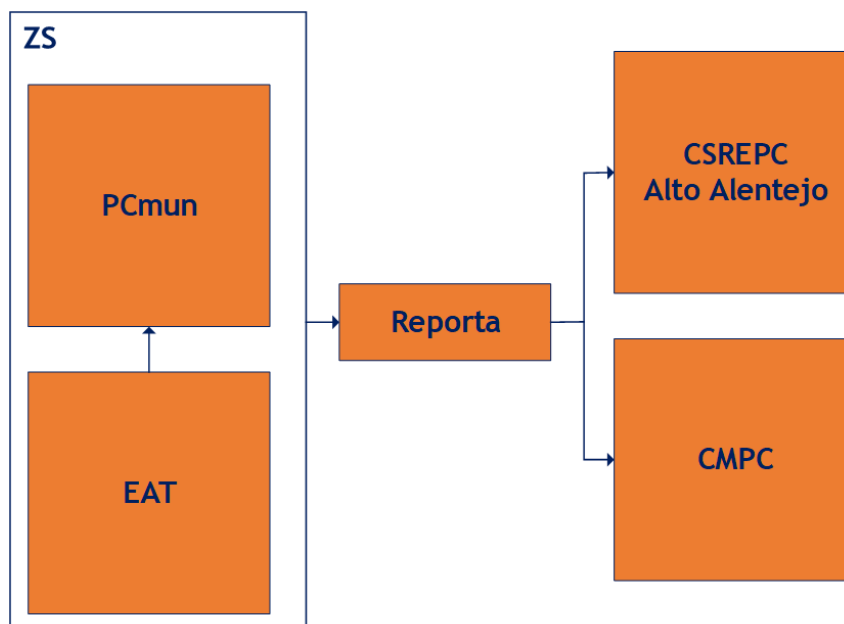 ZS
PCmun
EAT
Reporta
CSREPC
Alto Alentejo
CMPC